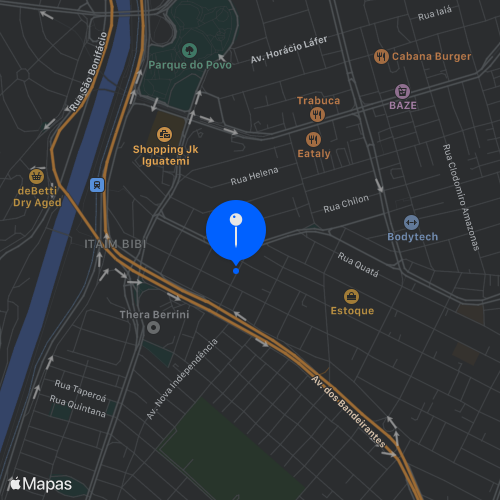 Rua Iaiá
Av. Horácio Láfer
Rua São Bonifácio
Parque do Povo
Cabana Burger
BAZE
Trabuca
Eataly
Shopping Jk
Iguatemi
Rua Helena
deBetti
Dry Aged
Rua Clodomiro Amazonas
Rua Chilon
ITAIM BIBI
Bodytech
Rua Quatá
Estoque
Thera Berrini
Av. Nova Independência
Rua Taperoá
Rua Quintana
Av. dos Bandeirantes
Mapas